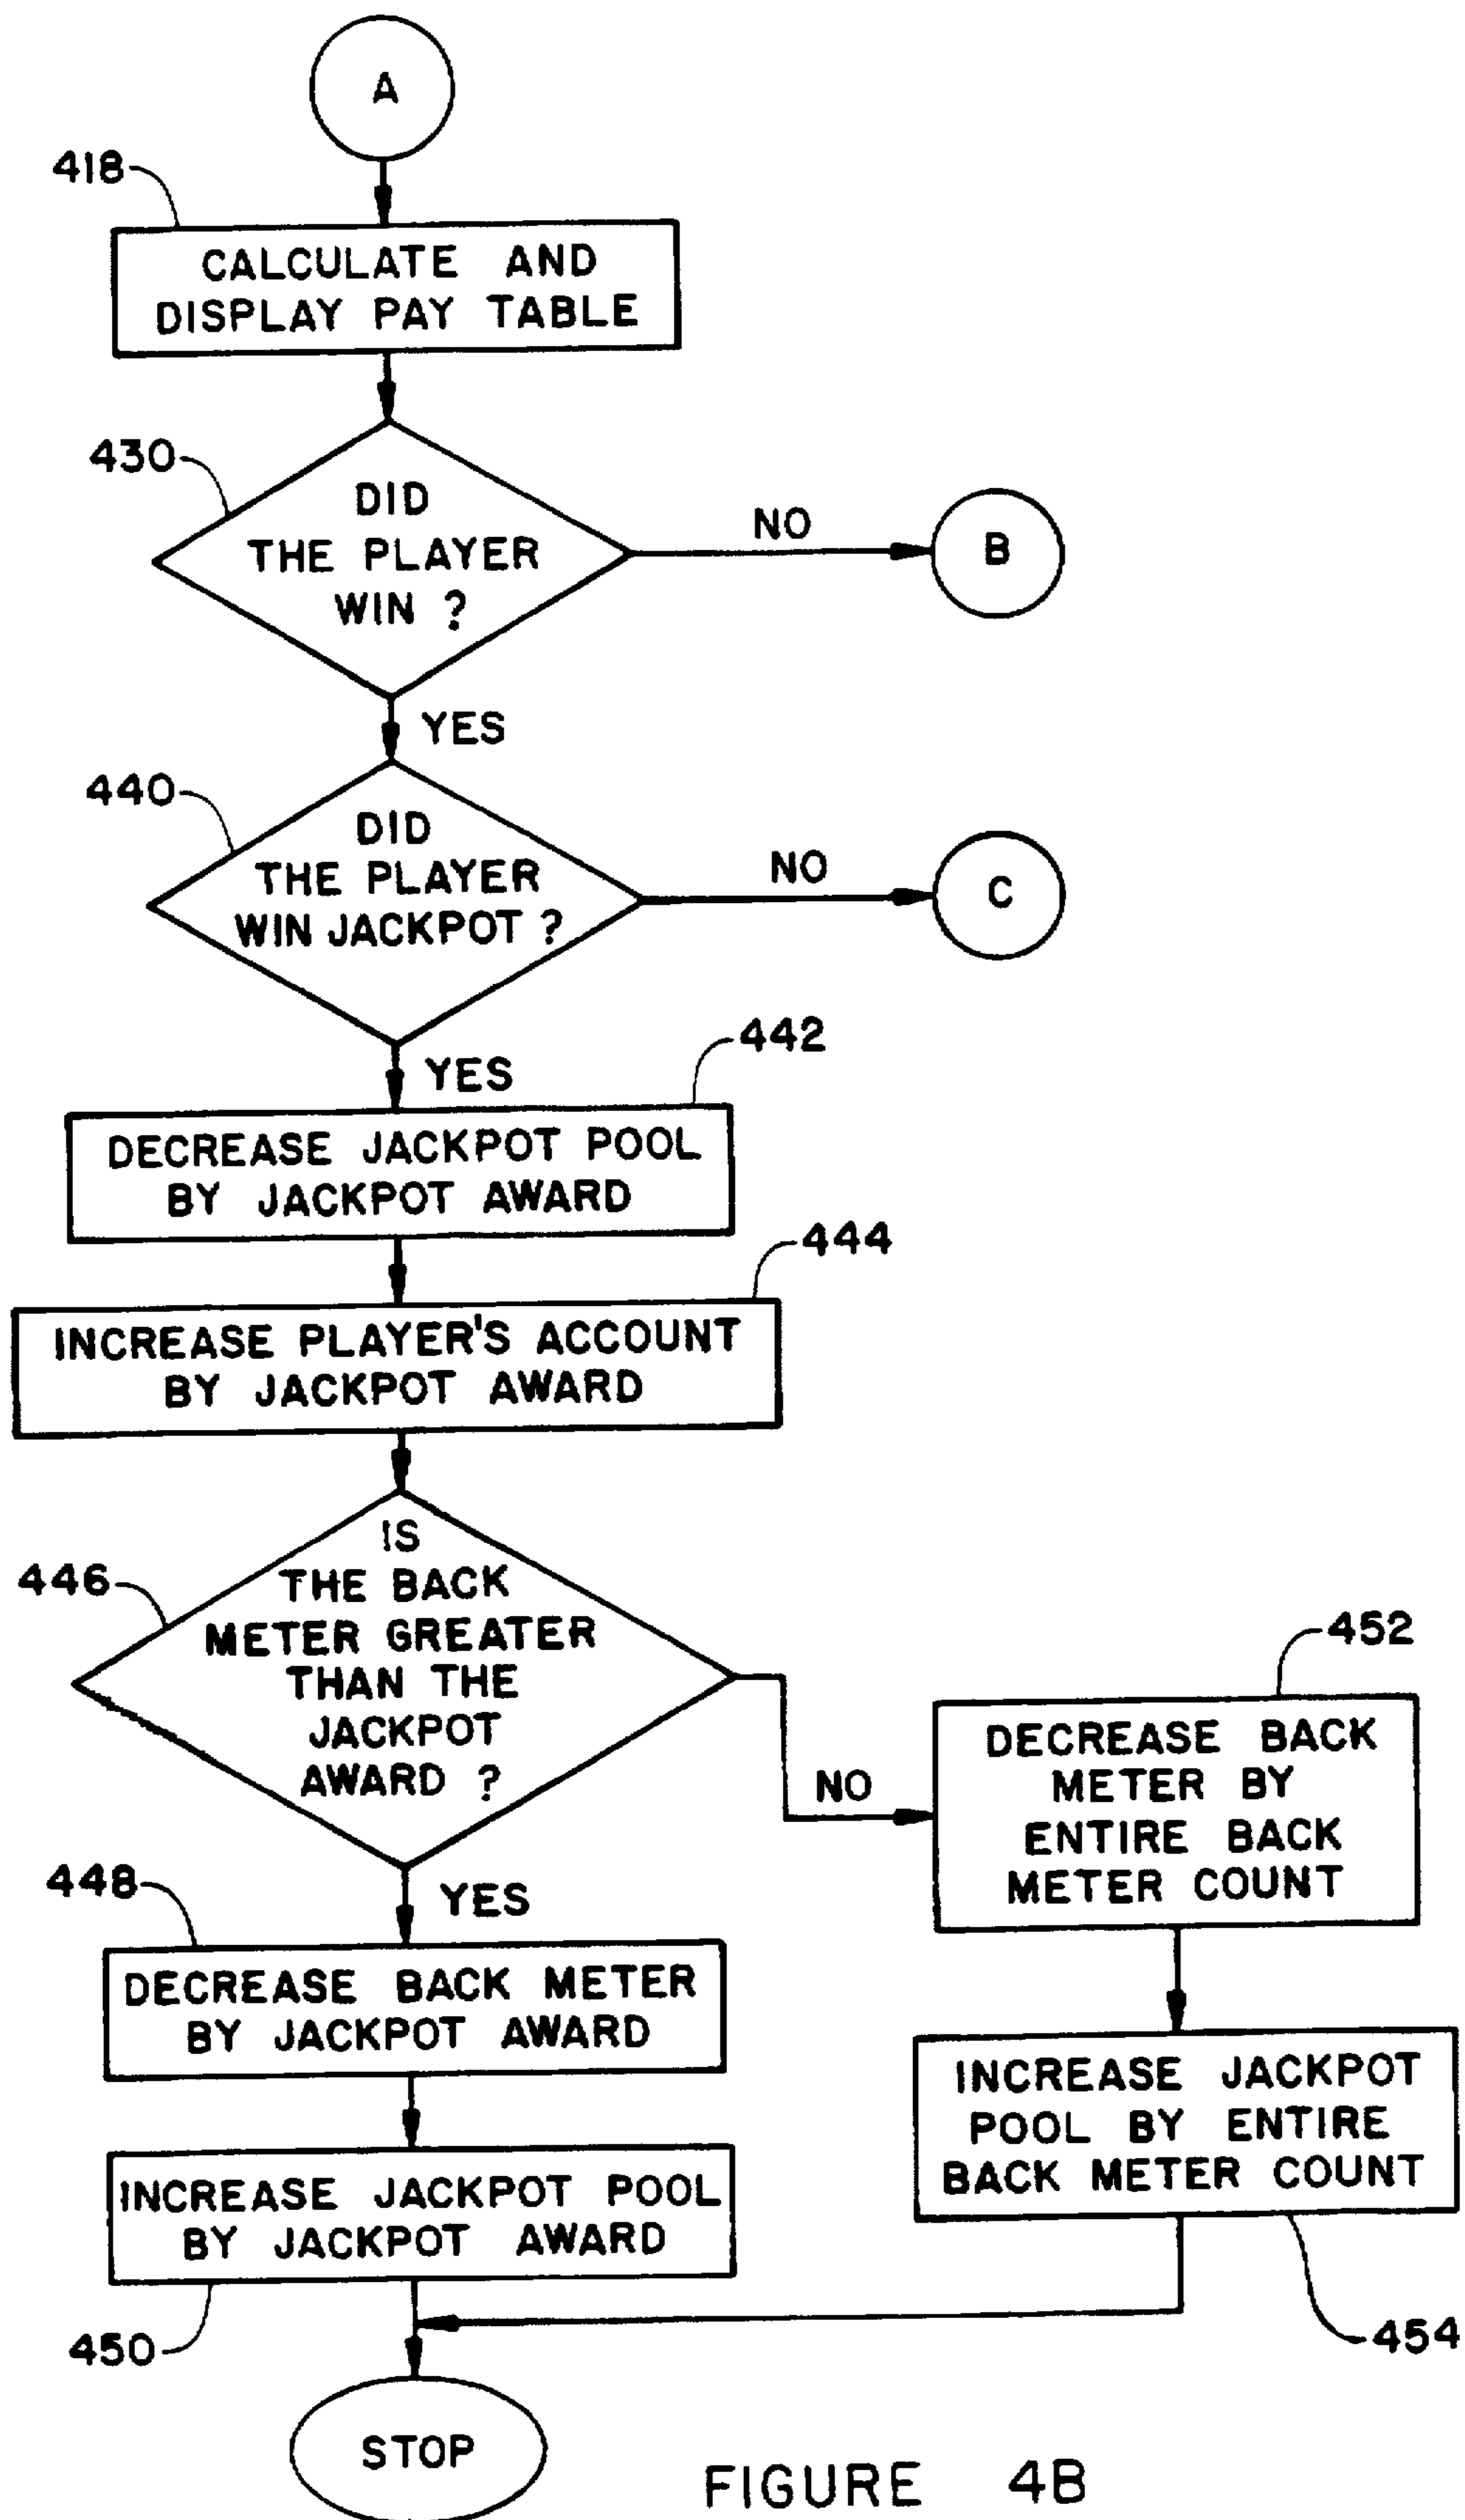 A
418
CALCULATE AND
DISPLAY PAY TABLE
430
DID
THE PLAYER
WIN ?
NO
B
YES
440
DID
THE PLAYER
WIN JACKPOT ?
NO
C
YES
442
DECREASE JACKPOT POOL
BY JACKPOT AWARD
444
INCREASE PLAYER'S ACCOUNT
BY JACKPOT AWARD
446
IS
THE BACK
METER GREATER
THAN THE
JACKPOT
AWARD ?
NO
452
DECREASE BACK
METER BY
ENTIRE BACK
METER COUNT
YES
448
DECREASE BACK METER
BY JACKPOT AWARD
INCREASE JACKPOT
POOL BY ENTIRE
BACK METER COUNT
454
INCREASE JACKPOT POOL
BY JACKPOT AWARD
450
STOP
FIGURE 4B